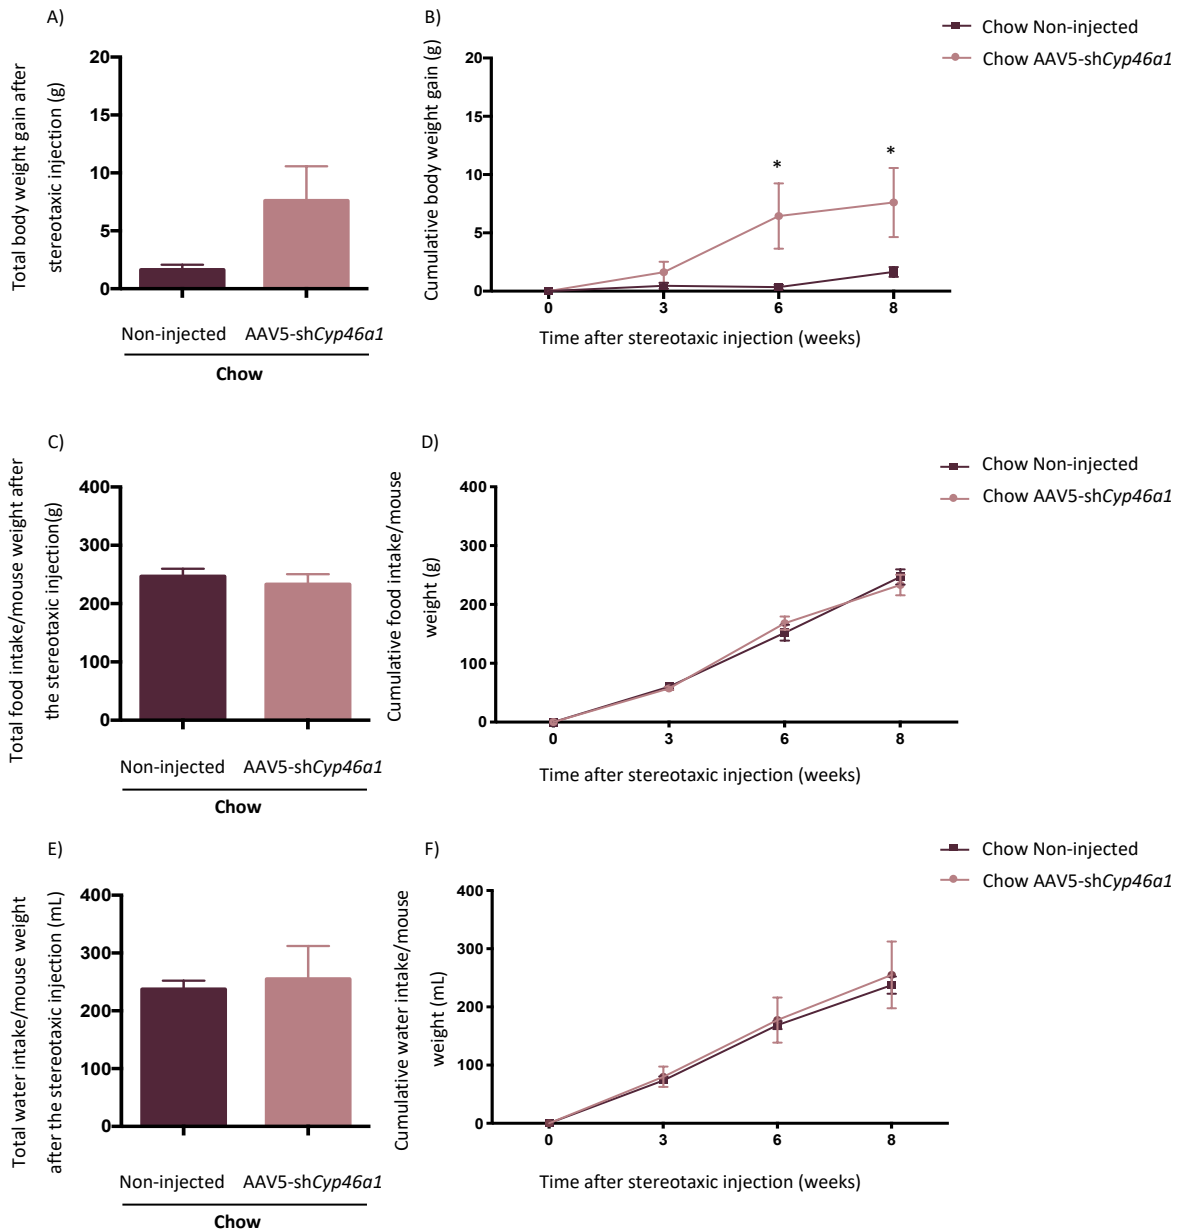 A)
Total body weight gain after
stereotaxic injection (g)
20
15
10
5
0
Non-injected
AAV5-shCyp46a1
Chow
B)
Cumulative body weight gain (g)
20
15
10
5
0
*
*
0
3
6
8
Time after stereotaxic injection (weeks)
Chow Non-injected
Chow AAV5-shCyp46a1
C)
Total food intake/mouse weight after
the stereotaxic injection(g)
400
300
200
100
0
Non-injected
AAV5-shCyp46a1
Chow
D)
Cumulative food intake/mouse
weight (g)
400
300
200
100
0
0
3
6
8
Time after stereotaxic injection (weeks)
Chow Non-injected
Chow AAV5-shCyp46a1
E)
Total water intake/mouse weight
after the stereotaxic injection (mL)
400
300
200
100
0
Non-injected
AAV5-shCyp46a1
Chow
F)
Cumulative water intake/mouse
weight (mL)
400
300
200
100
0
0
3
6
8
Time after stereotaxic injection (weeks)
Chow Non-injected
Chow AAV5-shCyp46a1